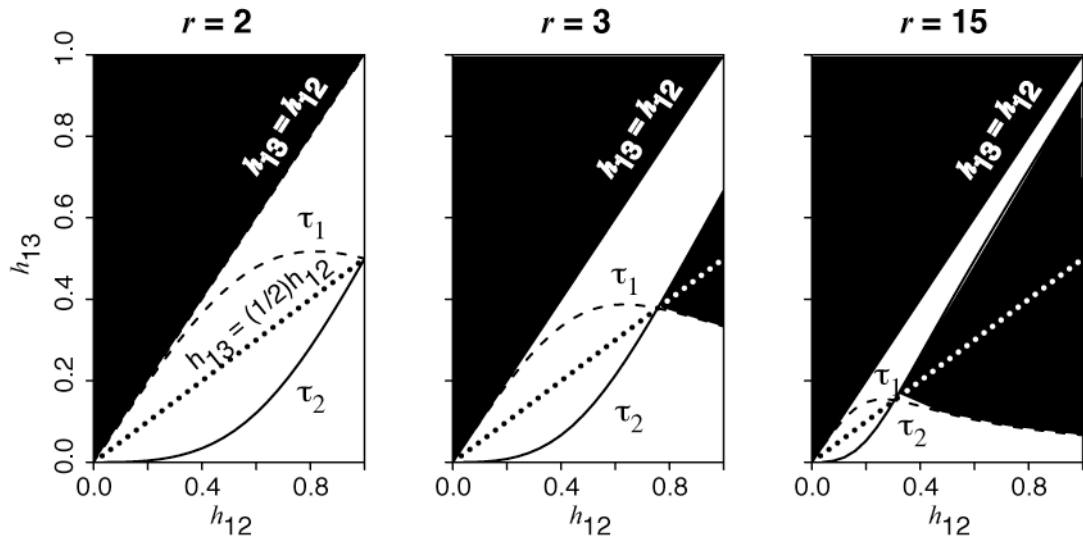 r = 2
r = 3
r = 15
h13
1.0
0.8
0.6
0.4
0.2
0.0
h13 = h12
τ1
h13 = (1/2)h12
τ2
0.0 0.4 0.8
h12
h13 = h12
τ1
τ2
0.0 0.4 0.8
h12
h13 = h12
τ1
τ2
0.0 0.4 0.8
h12